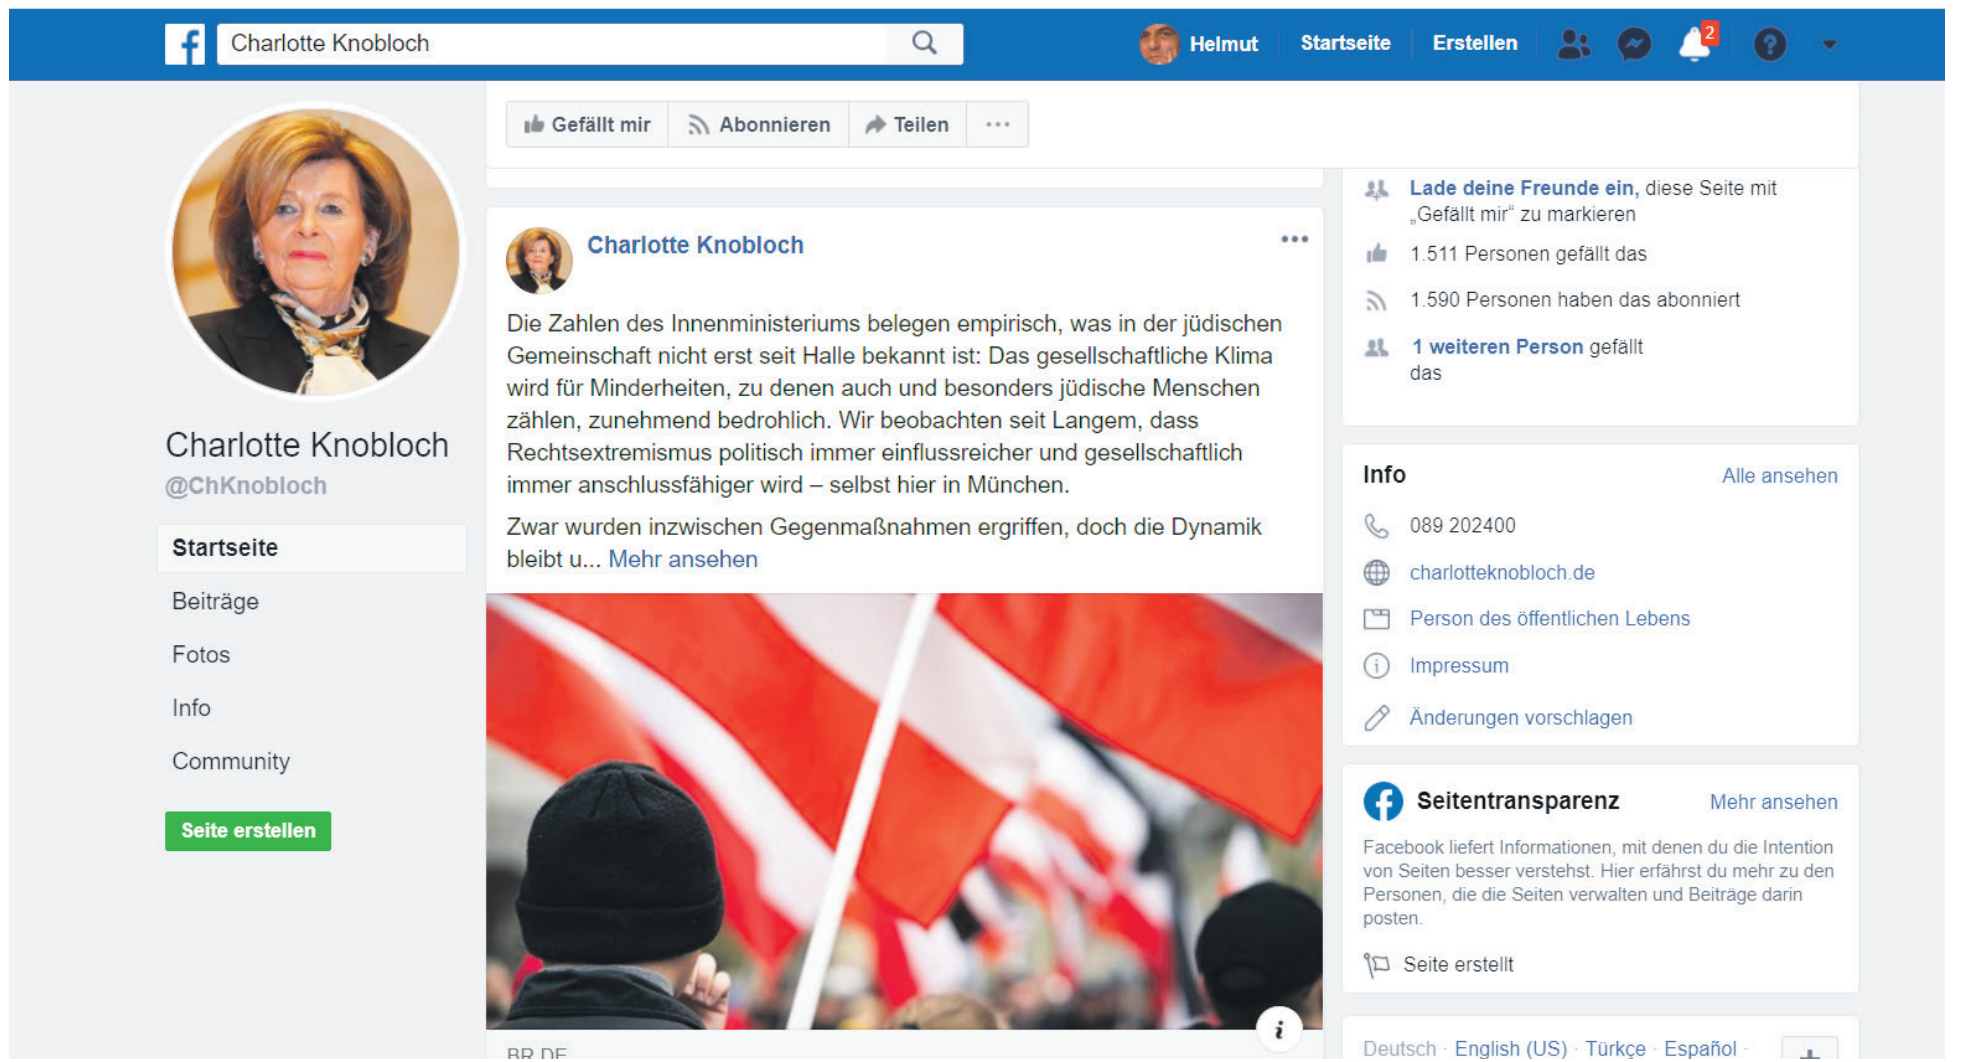 Charlotte Knobloch
Helmut
Startseite
Erstellen
2
Gefällt mir
Abonnieren
Teilen
Charlotte Knobloch
@ChKnobloch
Startseite
Beiträge
Fotos
Info
Community
Seite erstellen
Charlotte Knobloch
Die Zahlen des Innenministeriums belegen empirisch, was in der jüdischen
Gemeinschaft nicht erst seit Halle bekannt ist: Das gesellschaftliche Klima
wird für Minderheiten, zu denen auch und besonders jüdische Menschen
zählen, zunehmend bedrohlich. Wir beobachten seit Langem, dass
Rechtsextremismus politisch immer einflussreicher und gesellschaftlich
immer anschlussfähiger wird – selbst hier in München.
Zwar wurden inzwischen Gegenmaßnahmen ergriffen, doch die Dynamik
bleibt u... Mehr ansehen
BR.DE
Lade deine Freunde ein, diese Seite mit
„Gefällt mir“ zu markieren
1.511 Personen gefällt das
1.590 Personen haben das abonniert
1 weiteren Person gefällt
das
Info
Alle ansehen
089 202400
charlotteknobloch.de
Person des öffentlichen Lebens
Impressum
Änderungen vorschlagen
Seitentransparenz
Mehr ansehen
Facebook liefert Informationen, mit denen du die Intention
von Seiten besser verstehst. Hier erfährst du mehr zu den
Personen, die die Seiten verwalten und Beiträge darin
posten.
Seite erstellt
Deutsch · English (US) · Türkçe · Español ·